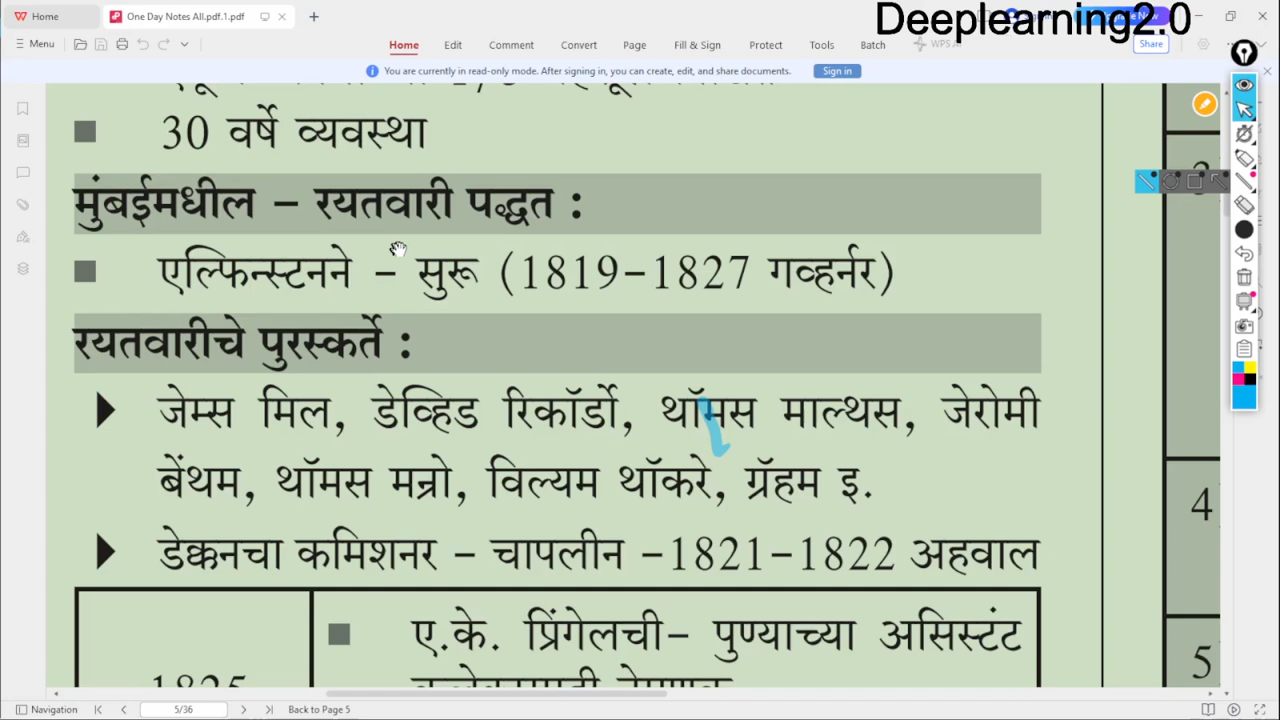 Home
One Day Notes All.pdf.1.pdf
Deeplearning2.0
Menu
Home Edit Comment Convert Page Fill & Sign Protect Tools Batch WPS AI Share
You are currently in read-only mode. After signing in, you can create, edit, and share documents. Sign in
30 वर्षे व्यवस्था
मुंबईमधील – रयतवारी पद्धत :
एल्फिन्स्टनने – सुरू (1819–1827 गव्हर्नर)
रयतवारीचे पुरस्कर्ते :
जेम्स मिल, डेव्हिड रिकॉर्डो, थॉमस माल्थस, जेरोमी
बेंथम, थॉमस मन्रो, विल्यम थॉकरे, ग्रॅहम इ.
डेक्कनचा कमिशनर – चापलीन –1821–1822 अहवाल
4
ए.के. प्रिंगेलची– पुण्याच्या असिस्टंट
5
1825
Navigation 5/36 Back to Page 5